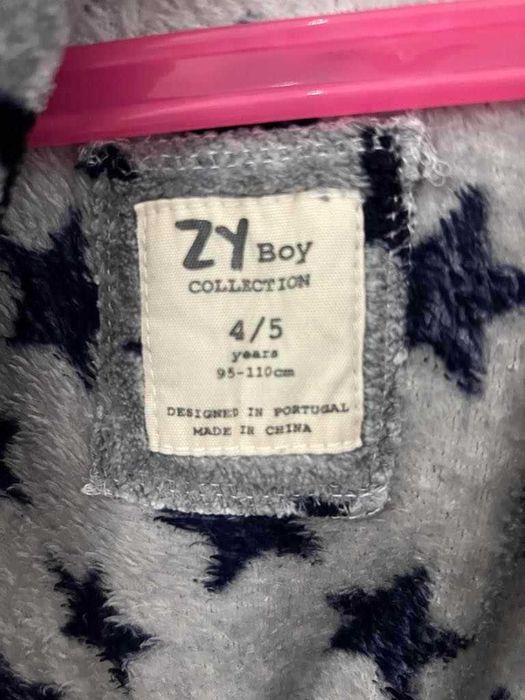 ZY Boy
COLLECTION
4/5
years
95-110cm
DESIGNED IN PORTUGAL
MADE IN CHINA